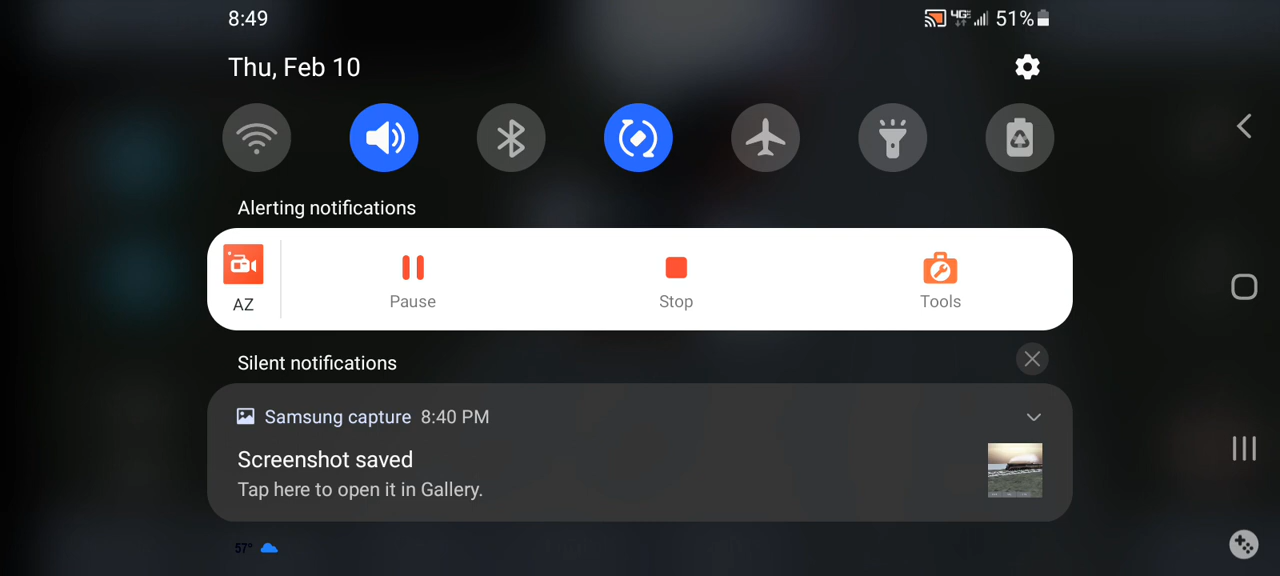 8:49
4GE 51%
Thu, Feb 10
Alerting notifications
AZ
Pause
Stop
Tools
Silent notifications
Samsung capture 8:40 PM
Screenshot saved
Tap here to open it in Gallery.
57°